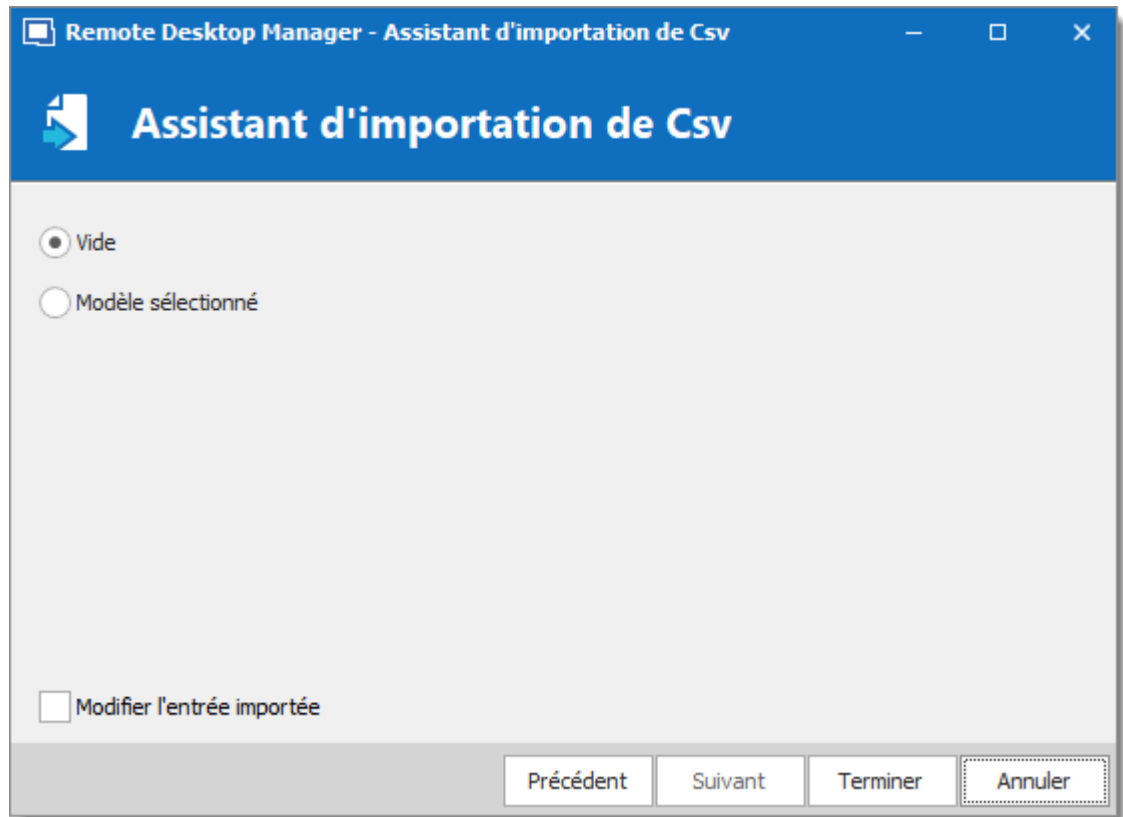 Remote Desktop Manager - Assistant d'importation de Csv
Assistant d'importation de Csv
Vide
Modèle sélectionné
Modifier l'entrée importée
Précédent Suivant Terminer Annuler